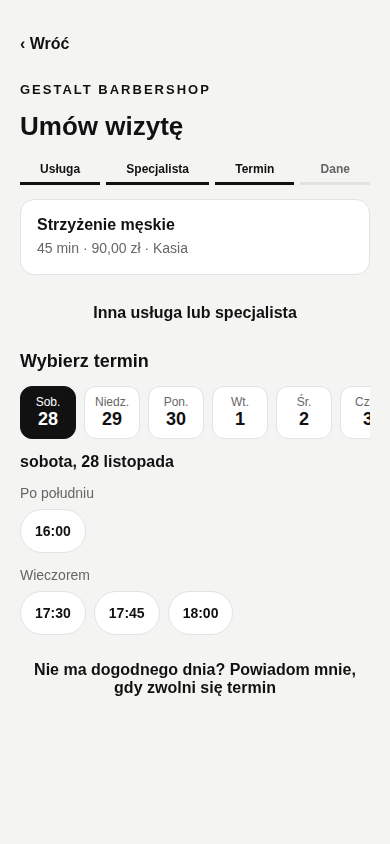 ‹ Wróć
GESTALT BARBERSHOP
Umów wizytę
Usługa Specjalista Termin Dane
Strzyżenie męskie
45 min · 90,00 zł · Kasia
Inna usługa lub specjalista
Wybierz termin
Sob. Niedz. Pon. Wt. Śr.
28 29 30 1 2
sobota, 28 listopada
Po południu
16:00
Wieczorem
17:30 17:45 18:00
Nie ma dogodnego dnia? Powiadom mnie,
gdy zwolni się termin